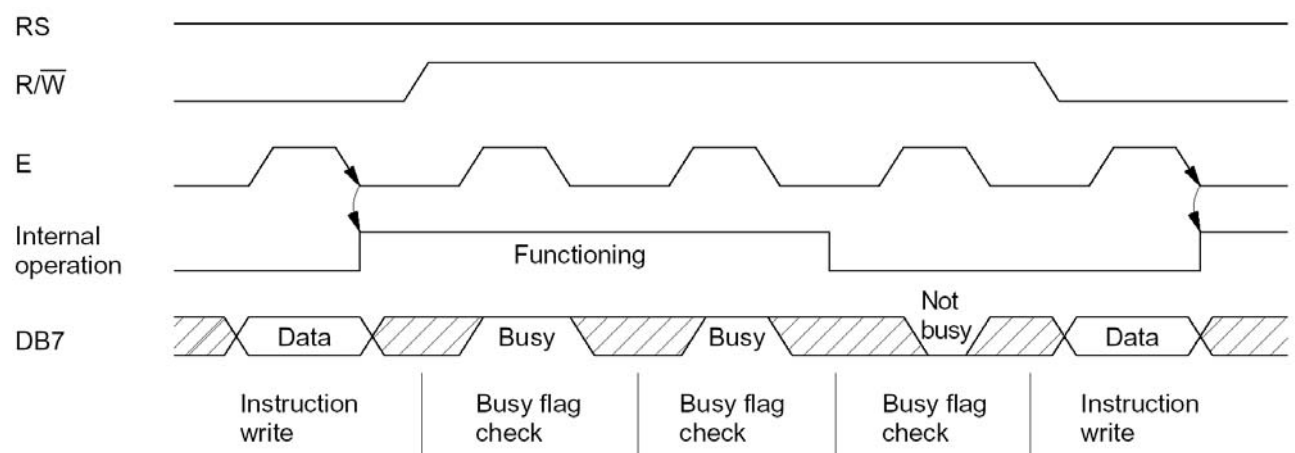 RS
R/W̅
E
Internal
operation
Functioning
DB7
Data
Busy
Busy
Not
busy
Data
Instruction
write
Busy flag
check
Busy flag
check
Busy flag
check
Instruction
write